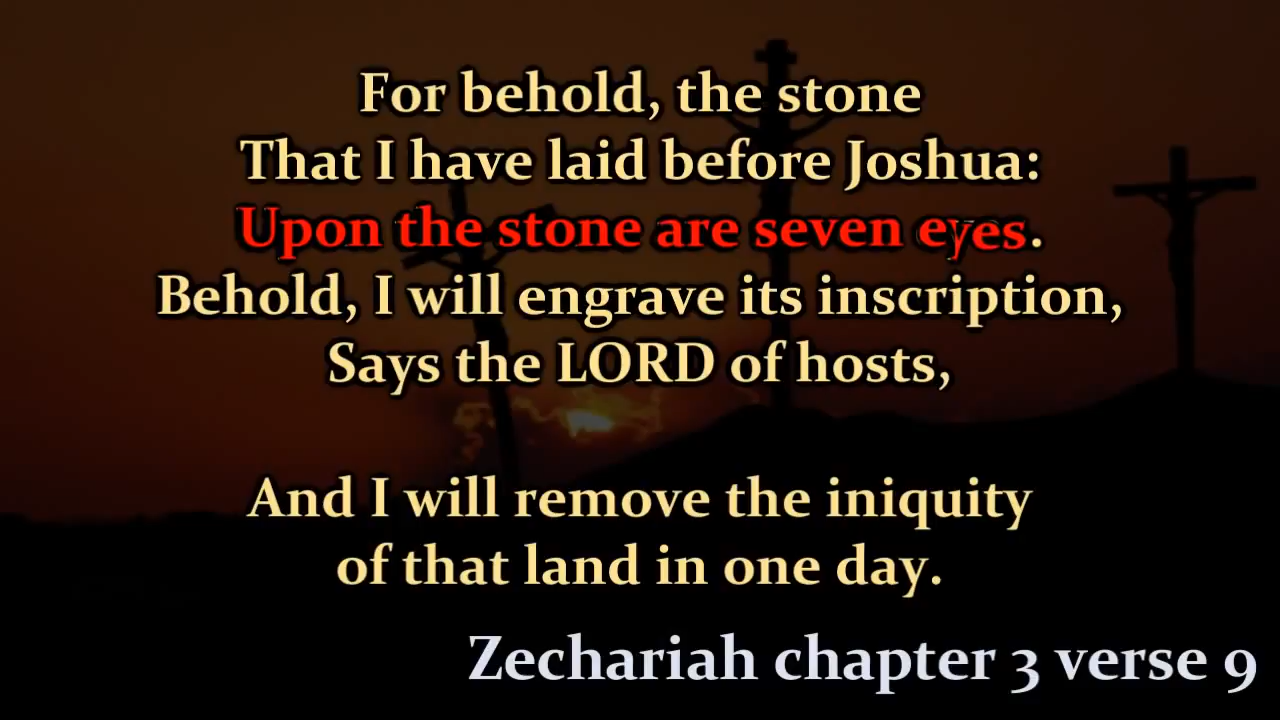 For behold, the stone
That I have laid before Joshua:
Upon the stone are seven eyes.
Behold, I will engrave its inscription,
Says the LORD of hosts,
And I will remove the iniquity
of that land in one day.
Zechariah chapter 3 verse 9